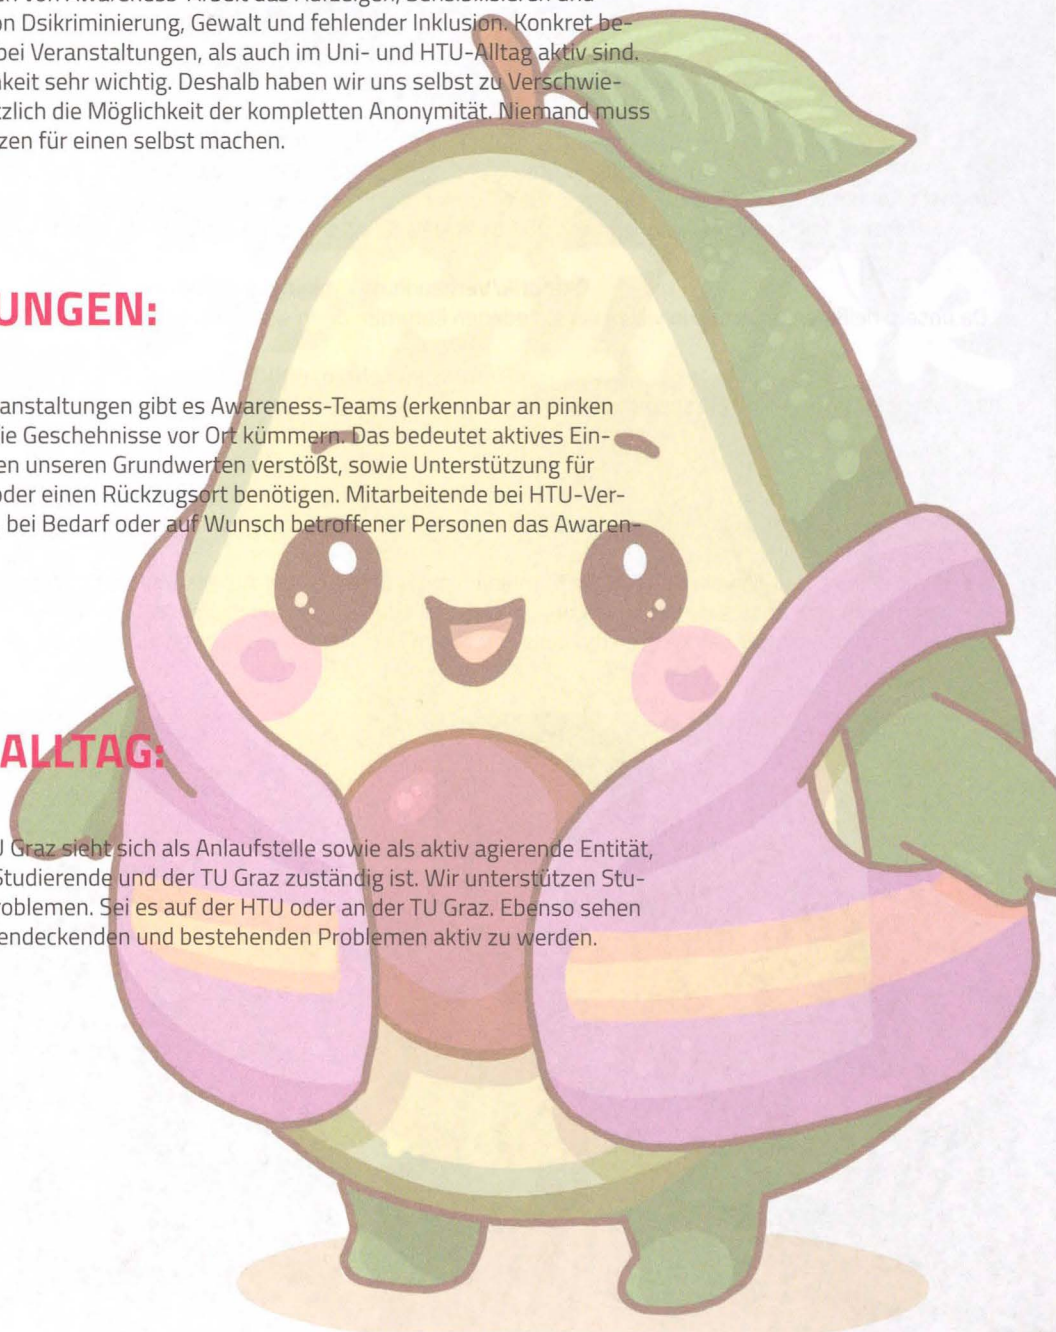 on Dsikriminierung, Gewalt und fehlender Inklusion. Konkret be-
bei Veranstaltungen, als auch im Uni- und HTU-Alltag aktiv sind.
keit sehr wichtig. Deshalb haben wir uns selbst zu Verschwie-
tzlich die Möglichkeit der kompletten Anonymität. Niemand muss
zen für einen selbst machen.
UNGEN:
anstaltungen gibt es Awareness-Teams (erkennbar an pinken
ie Geschehnisse vor Ort kümmern. Das bedeutet aktives Ein-
en unseren Grundwerten verstößt, sowie Unterstützung für
oder einen Rückzugsort benötigen. Mitarbeitende bei HTU-Ver-
bei Bedarf oder auf Wunsch betroffener Personen das Awaren-
ALLTAG:
U Graz sieht sich als Anlaufstelle sowie als aktiv agierende Entität,
Studierende und der TU Graz zuständig ist. Wir unterstützen Stu-
roblemen. Sei es auf der HTU oder an der TU Graz. Ebenso sehen
endeckenden und bestehenden Problemen aktiv zu werden.